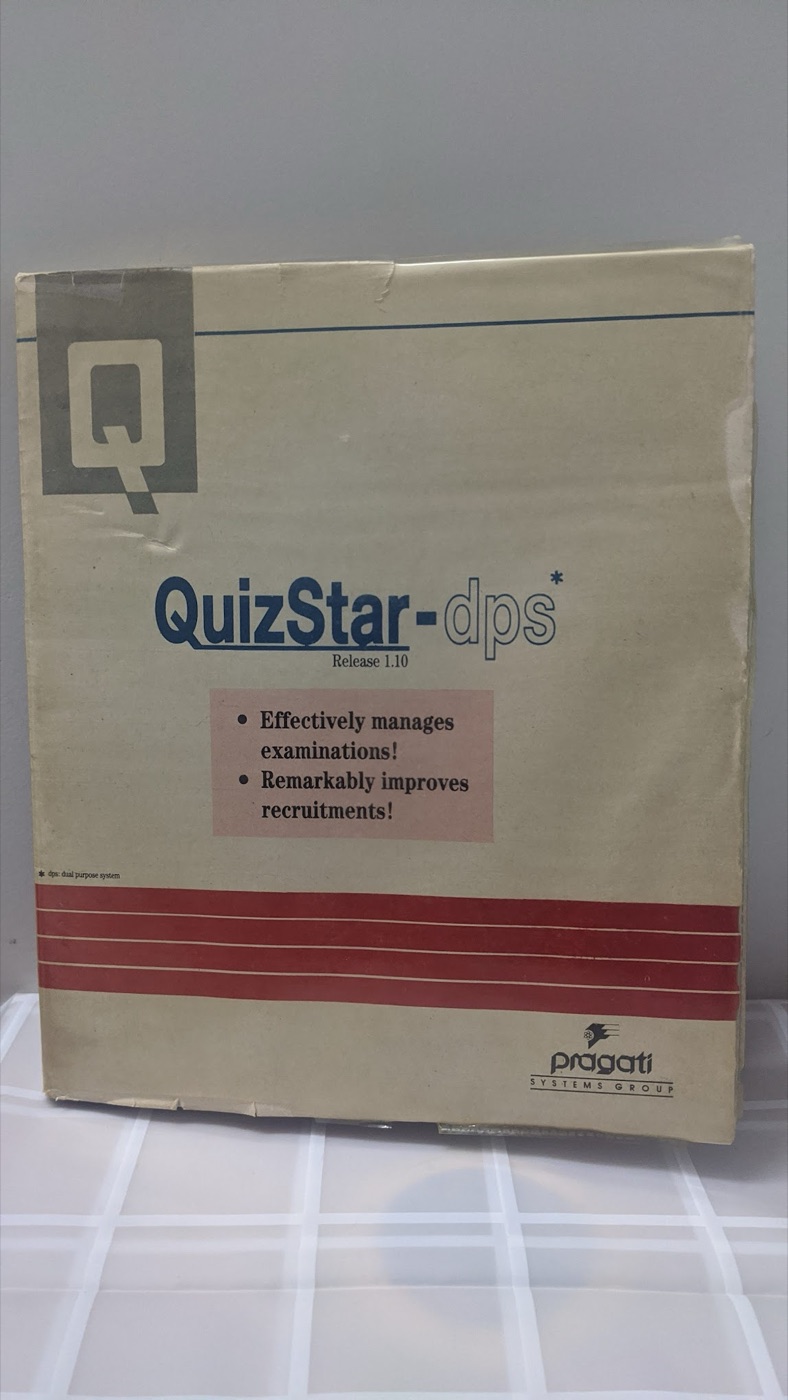 Q
QuizStar-dps*
Release 1.10
• Effectively manages
examinations!
• Remarkably improves
recruitments!
* dps: dual purpose system
pragati
SYSTEMS GROUP